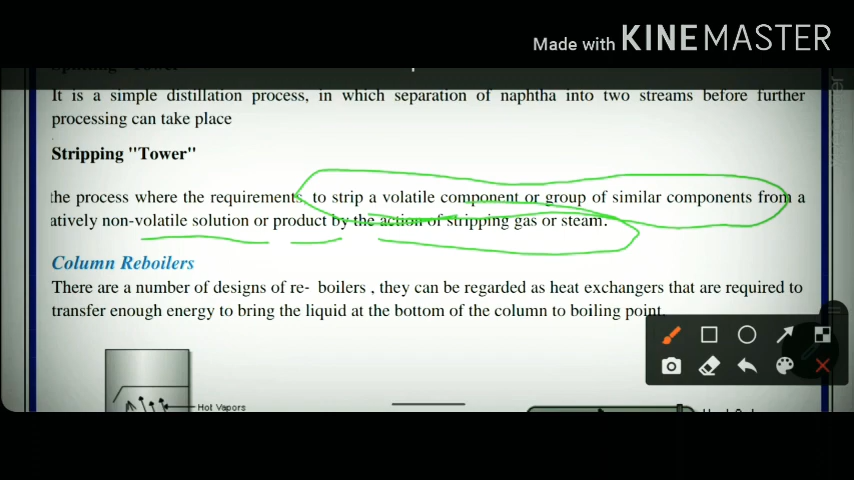 Made with KINEMASTER
It is a simple distillation process, in which separation of naphtha into two streams before further
processing can take place
Stripping "Tower"
the process where the requirements, to strip a volatile component or group of similar components from a
atively non-volatile solution or product by the action of stripping gas or steam.
Column Reboilers
There are a number of designs of re- boilers , they can be regarded as heat exchangers that are required to
transfer enough energy to bring the liquid at the bottom of the column to boiling point.
Hot Vapors